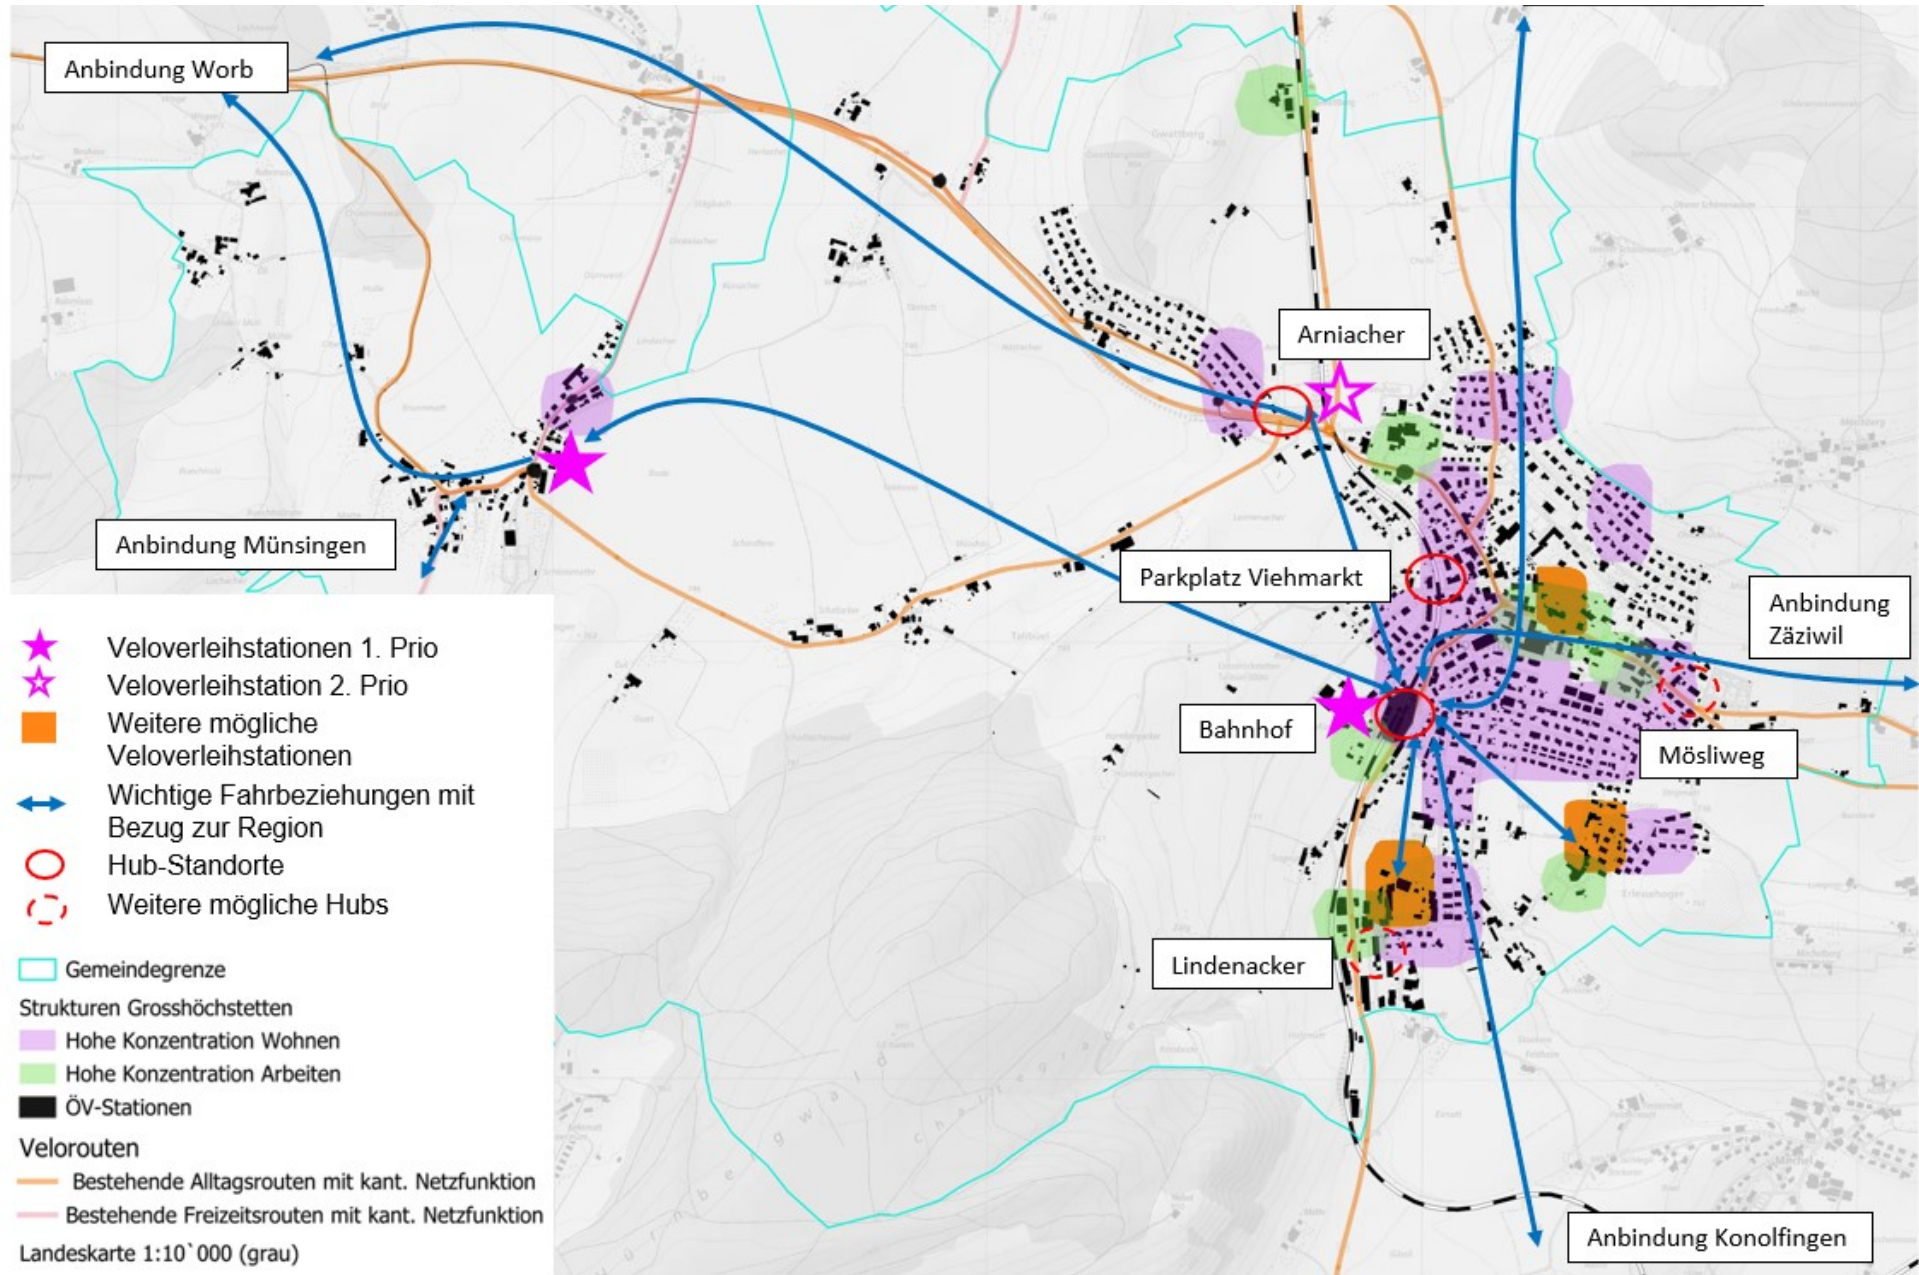 Anbindung Worb
Arniacher
Anbindung Münsingen
Parkplatz Viehmarkt
Anbindung
Zäziwil
Bahnhof
Mösliweg
Lindenacker
Anbindung Konolfingen
Veloverleihstationen 1. Prio
Veloverleihstation 2. Prio
Weitere mögliche
Veloverleihstationen
Wichtige Fahrbeziehungen mit
Bezug zur Region
Hub-Standorte
Weitere mögliche Hubs
Gemeindegrenze
Strukturen Grosshöchstetten
Hohe Konzentration Wohnen
Hohe Konzentration Arbeiten
ÖV-Stationen
Velorouten
Bestehende Alltagsrouten mit kant. Netzfunktion
Bestehende Freizeitsrouten mit kant. Netzfunktion
Landeskarte 1:10`000 (grau)